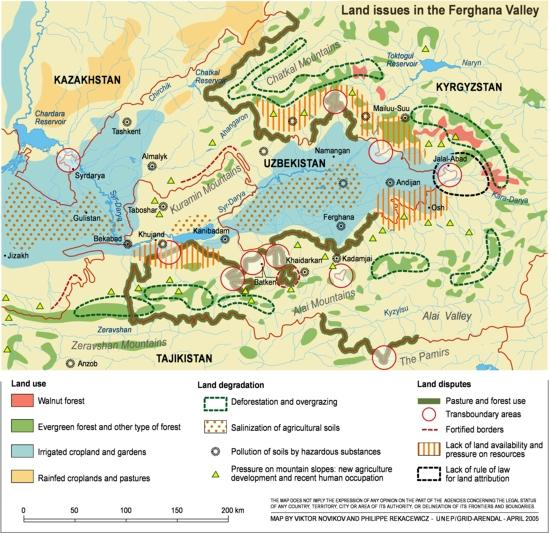 Land issues in the Ferghana Valley
Chatkal Mountains
Toktogul
Reservoir
Naryn
KAZAKHSTAN
Chatkal
Reservoir
KYRGYZSTAN
Chirchik
Chardara
Reservoir
Mailuu-Suu
Tashkent
Ahangaron
Namangan
Jalal-Abad
Almalyk
UZBEKISTAN
Syrdarya
Kuramin Mountains
Andijan
Syr-Darya
Kara-Darya
Syr-Darya
Taboshar
Gulistan
Osh
Ferghana
Khujand
Kanibadam
Bekabad
Jizakh
Khaidarkan
Kadamjai
Batken
Alai Mountains
Kyzylsu
Alai Valley
Zeravshan
Zeravshan Mountains
The Pamirs
Anzob
TAJIKISTAN
Land use
Walnut forest
Evergreen forest and other type of forest
Irrigated cropland and gardens
Rainfed croplands and pastures
Land degradation
Deforestation and overgrazing
Salinization of agricultural soils
Pollution of soils by hazardous substances
Pressure on mountain slopes: new agriculture
development and recent human occupation
Land disputes
Pasture and forest use
Transboundary areas
Fortified borders
Lack of land availability and
pressure on resources
Lack of rule of law
for land attribution
0 50 100 150 200 km
THE MAP DOES NOT IMPLY THE EXPRESSION OF ANY OPINION ON THE PART OF THE AGENCIES CONCERNING THE LEGAL STATUS
OF ANY COUNTRY, TERRITORY, CITY OR AREA OF ITS AUTHORITY, OR DELINEATION OF ITS FRONTIERS AND BOUNDARIES.
MAP BY VIKTOR NOVIKOV AND PHILIPPE REKACEWICZ - UNEP/GRID-ARENDAL - APRIL 2005